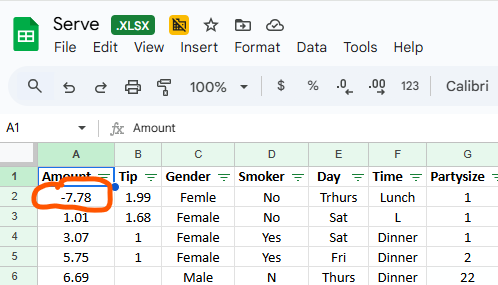 Serve .XLSX
File Edit View Insert Format Data Tools Help
100% $ % .0 .00 123 Calibri
A1 fx Amount
A B C D E F G
1 Amount Tip Gender Smoker Day Time Partysize
2 -7.78 1.99 Femle No Trhurs Lunch 1
3 1.01 1.68 Female No Sat L 1
4 3.07 1 Female Yes Sat Dinner 1
5 5.75 1 Female Yes Fri Dinner 2
6 6.69 Male N Thurs Dinner 22